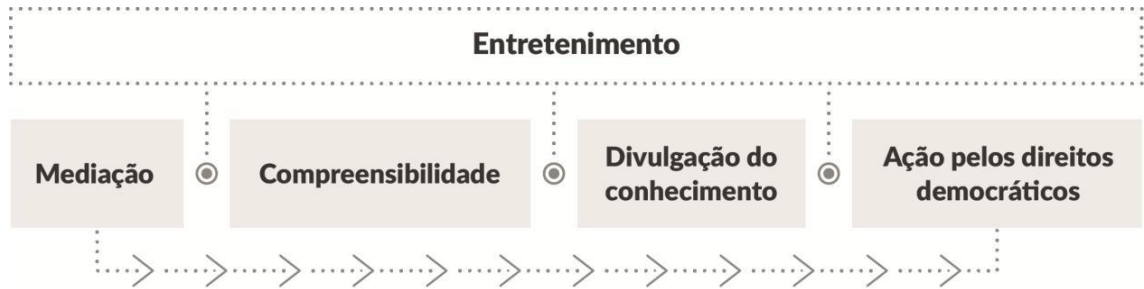 Entretenimento
Mediação
Compreensibilidade
Divulgação do
conhecimento
Ação pelos direitos
democráticos